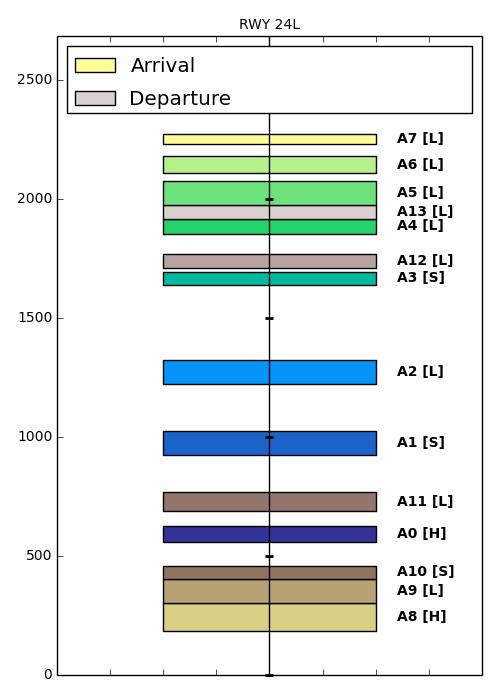 RWY 24L
2500
Arrival
Departure
A7 [L]
A6 [L]
A5 [L]
2000
A13 [L]
A4 [L]
A12 [L]
A3 [S]
1500
A2 [L]
1000
A1 [S]
A11 [L]
A0 [H]
500
A10 [S]
A9 [L]
A8 [H]
0